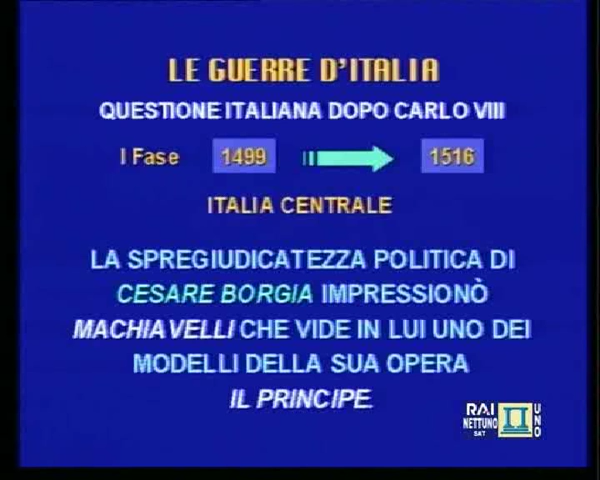 LE GUERRE D'ITALIA
QUESTIONE ITALIANA DOPO CARLO VIII
I Fase 1499 1516
ITALIA CENTRALE
LA SPREGIUDICATEZZA POLITICA DI
CESARE BORGIA IMPRESSIONÒ
MACHIAVELLI CHE VIDE IN LUI UNO DEI
MODELLI DELLA SUA OPERA
IL PRINCIPE.
RAI
NETTUNO
SAT
UNO